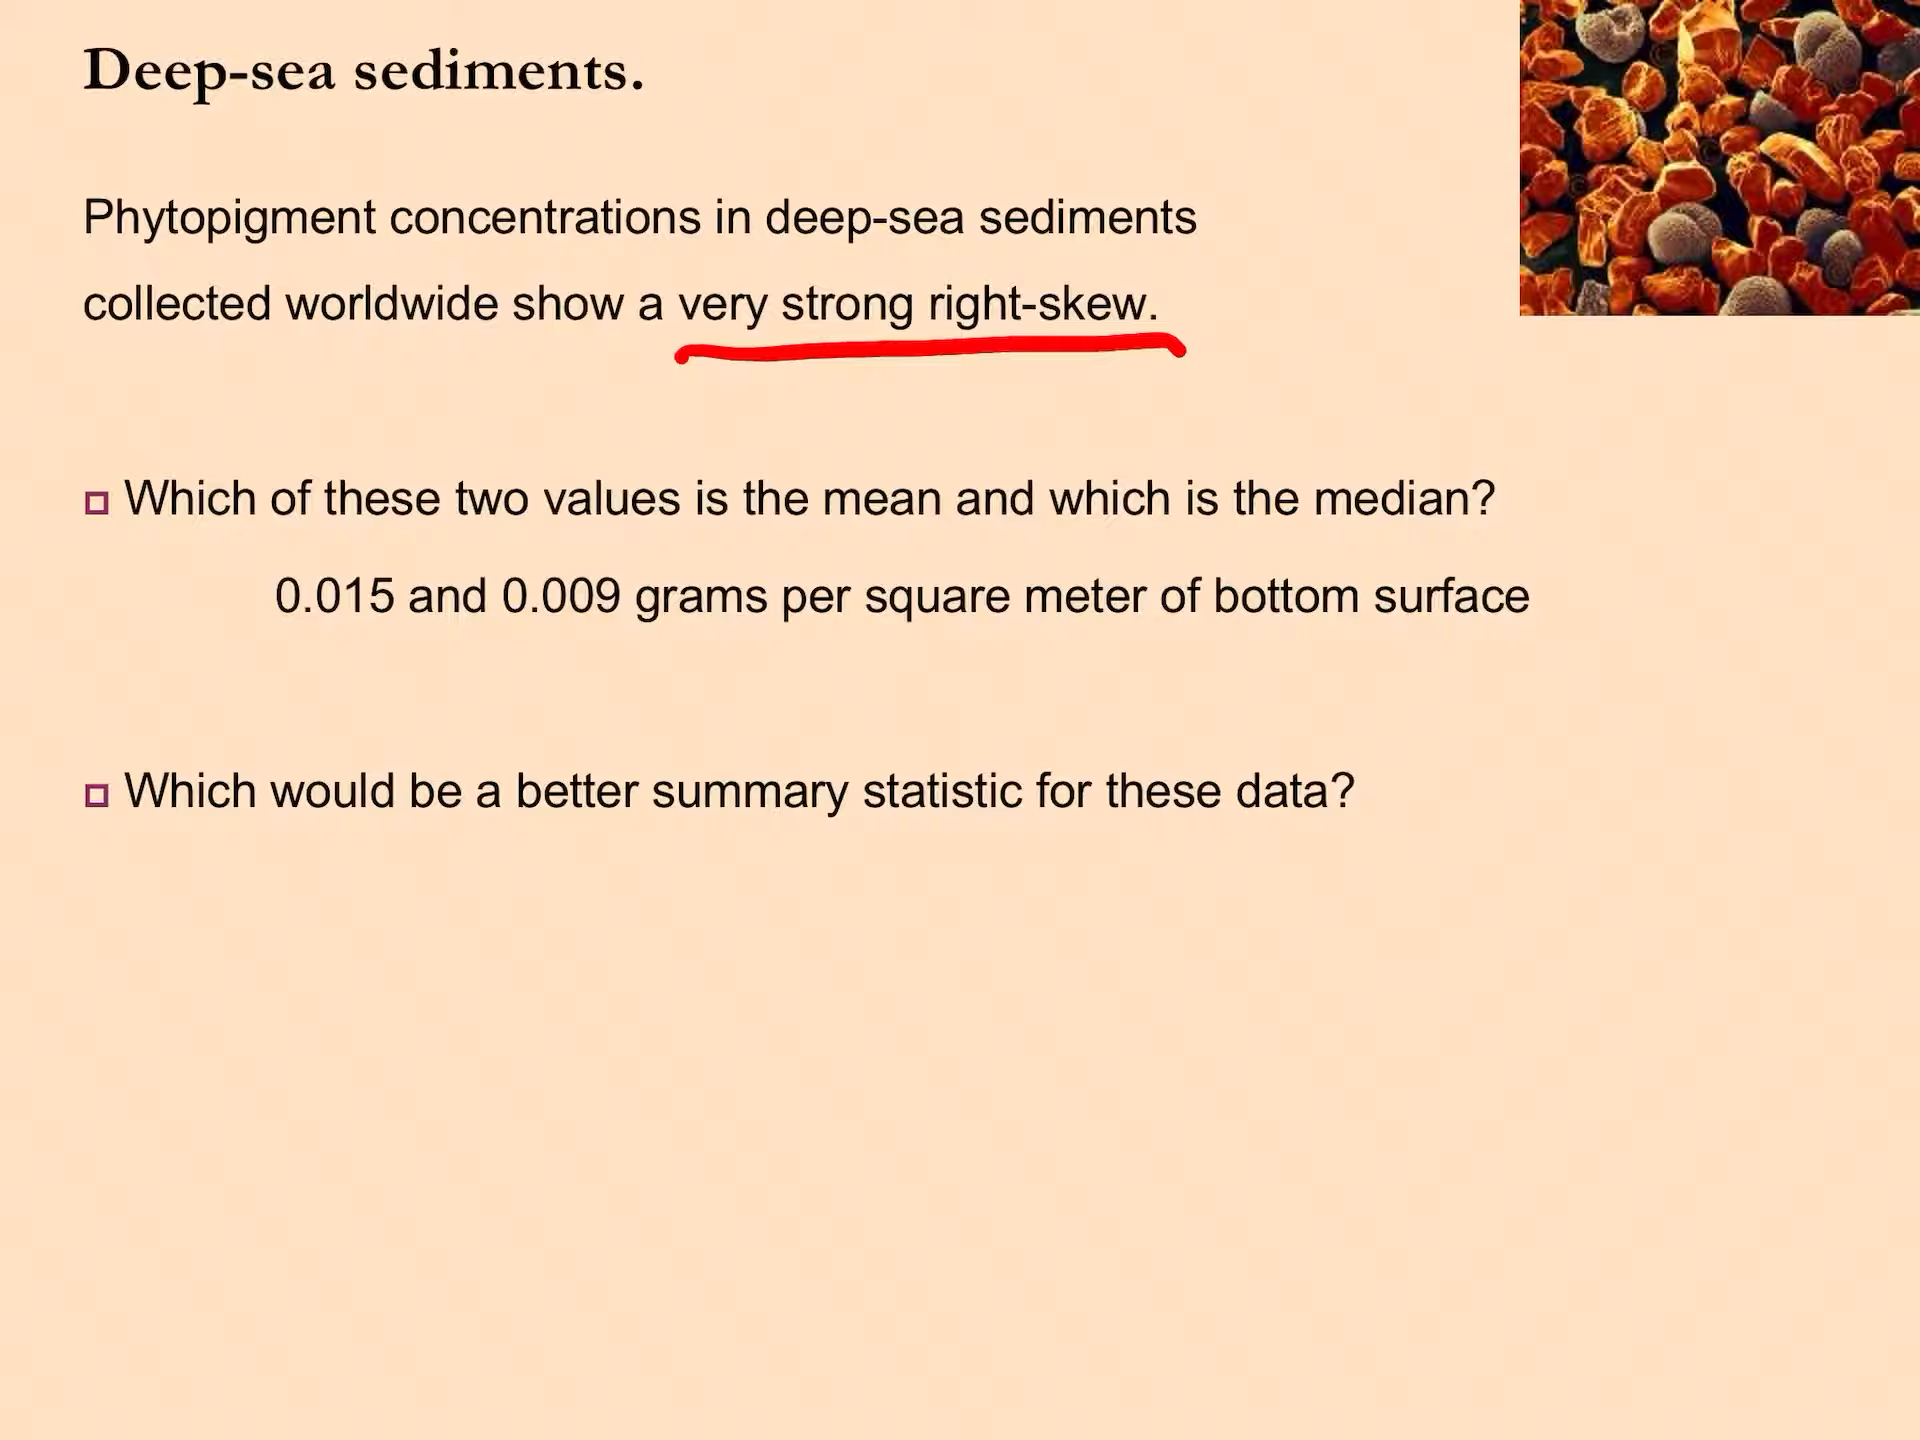 Deep-sea sediments.
Phytopigment concentrations in deep-sea sediments
collected worldwide show a very strong right-skew.
Which of these two values is the mean and which is the median?
0.015 and 0.009 grams per square meter of bottom surface
Which would be a better summary statistic for these data?